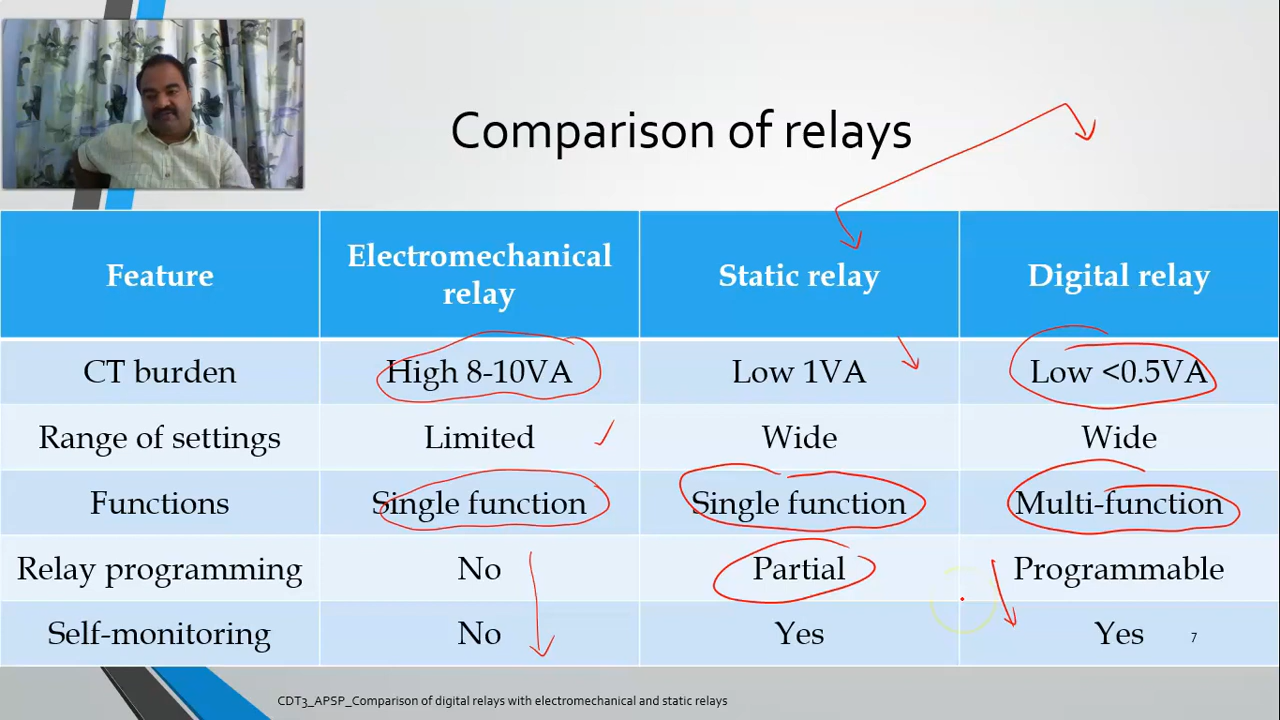 Comparison of relays
Feature
Electromechanical
relay
Static relay
Digital relay
CT burden
High 8-10VA
Low 1VA
Low <0.5VA
Range of settings
Limited
Wide
Wide
Functions
Single function
Single function
Multi-function
Relay programming
No
Partial
Programmable
Self-monitoring
No
Yes
Yes
7
CDT3_APSP_Comparison of digital relays with electromechanical and static relays